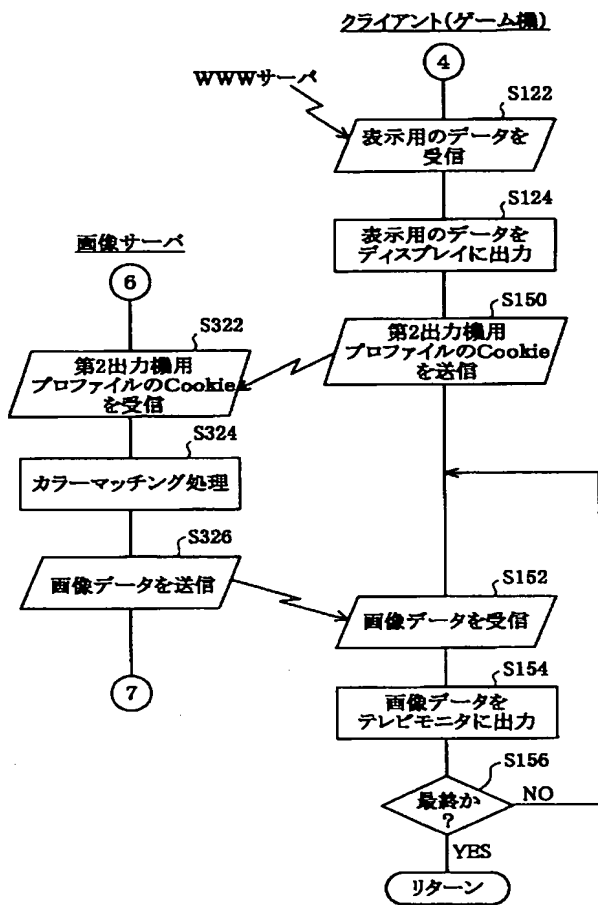 クライアント(ゲーム機)
4
WWWサーバ
S122
表示用のデータを
受信
S124
表示用のデータを
ディスプレイに出力
画像サーバ
6
S150
第2出力機用
プロファイルのCookie
を送信
S322
第2出力機用
プロファイルのCookie
を受信
S324
カラーマッチング処理
S326
画像データを送信
S152
画像データを受信
7
S154
画像データを
テレビモニタに出力
S156
最終か
?
NO
YES
リターン